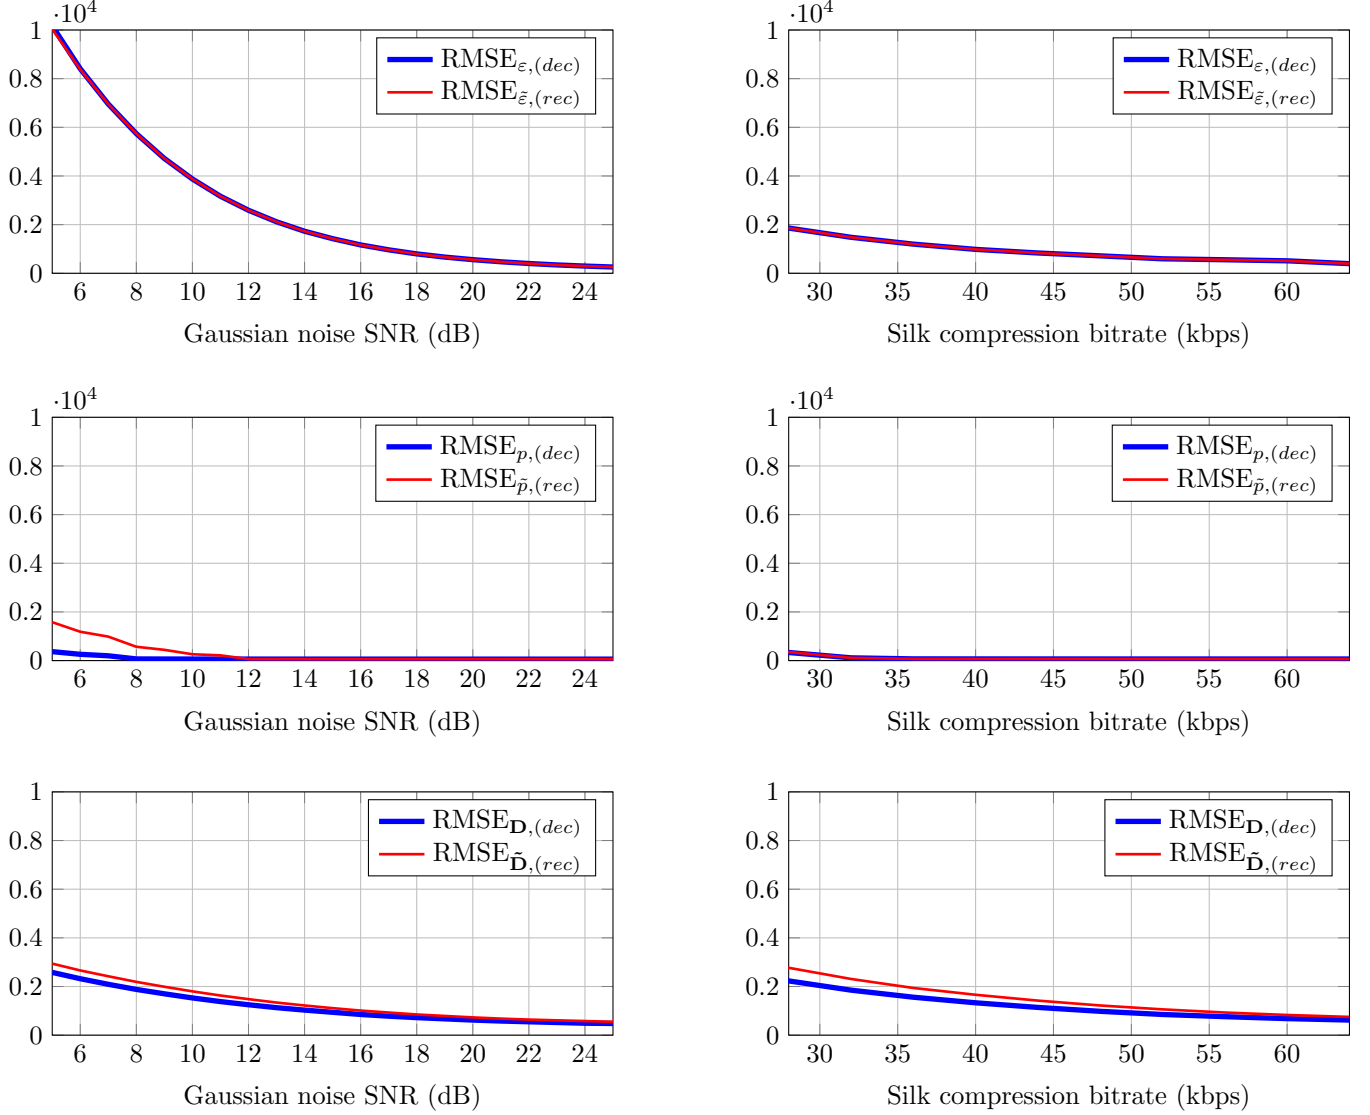 ·10⁴
1
0.8
0.6
0.4
0.2
0
6 8 10 12 14 16 18 20 22 24
Gaussian noise SNR (dB)
RMSE_{ε,(dec)}
RMSE_{ε̃,(rec)}
·10⁴
1
0.8
0.6
0.4
0.2
0
30 35 40 45 50 55 60
Silk compression bitrate (kbps)
RMSE_{ε,(dec)}
RMSE_{ε̃,(rec)}
·10⁴
1
0.8
0.6
0.4
0.2
0
6 8 10 12 14 16 18 20 22 24
Gaussian noise SNR (dB)
RMSE_{p,(dec)}
RMSE_{p̃,(rec)}
·10⁴
1
0.8
0.6
0.4
0.2
0
30 35 40 45 50 55 60
Silk compression bitrate (kbps)
RMSE_{p,(dec)}
RMSE_{p̃,(rec)}
1
0.8
0.6
0.4
0.2
0
6 8 10 12 14 16 18 20 22 24
Gaussian noise SNR (dB)
RMSE_{D,(dec)}
RMSE_{D̃,(rec)}
1
0.8
0.6
0.4
0.2
0
30 35 40 45 50 55 60
Silk compression bitrate (kbps)
RMSE_{D,(dec)}
RMSE_{D̃,(rec)}